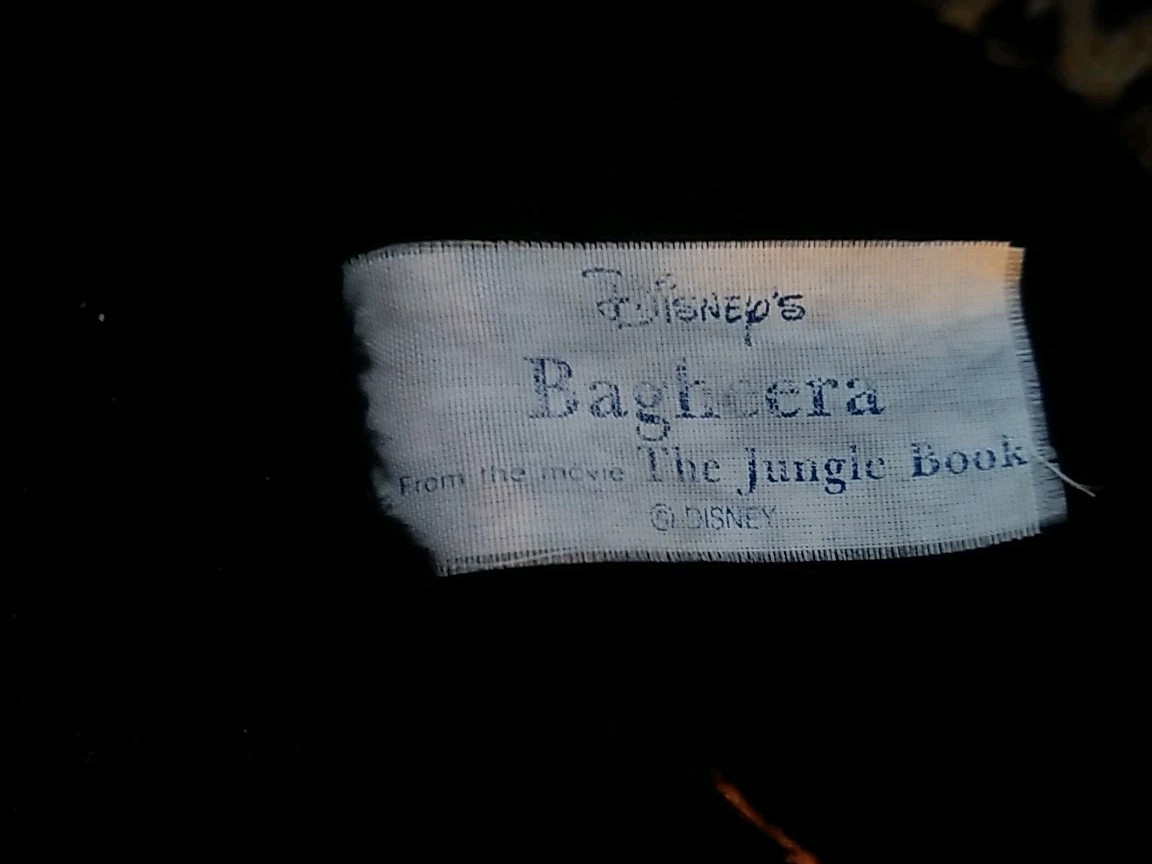 Disney's
Bagheera
From the movie The Jungle Book
© DISNEY